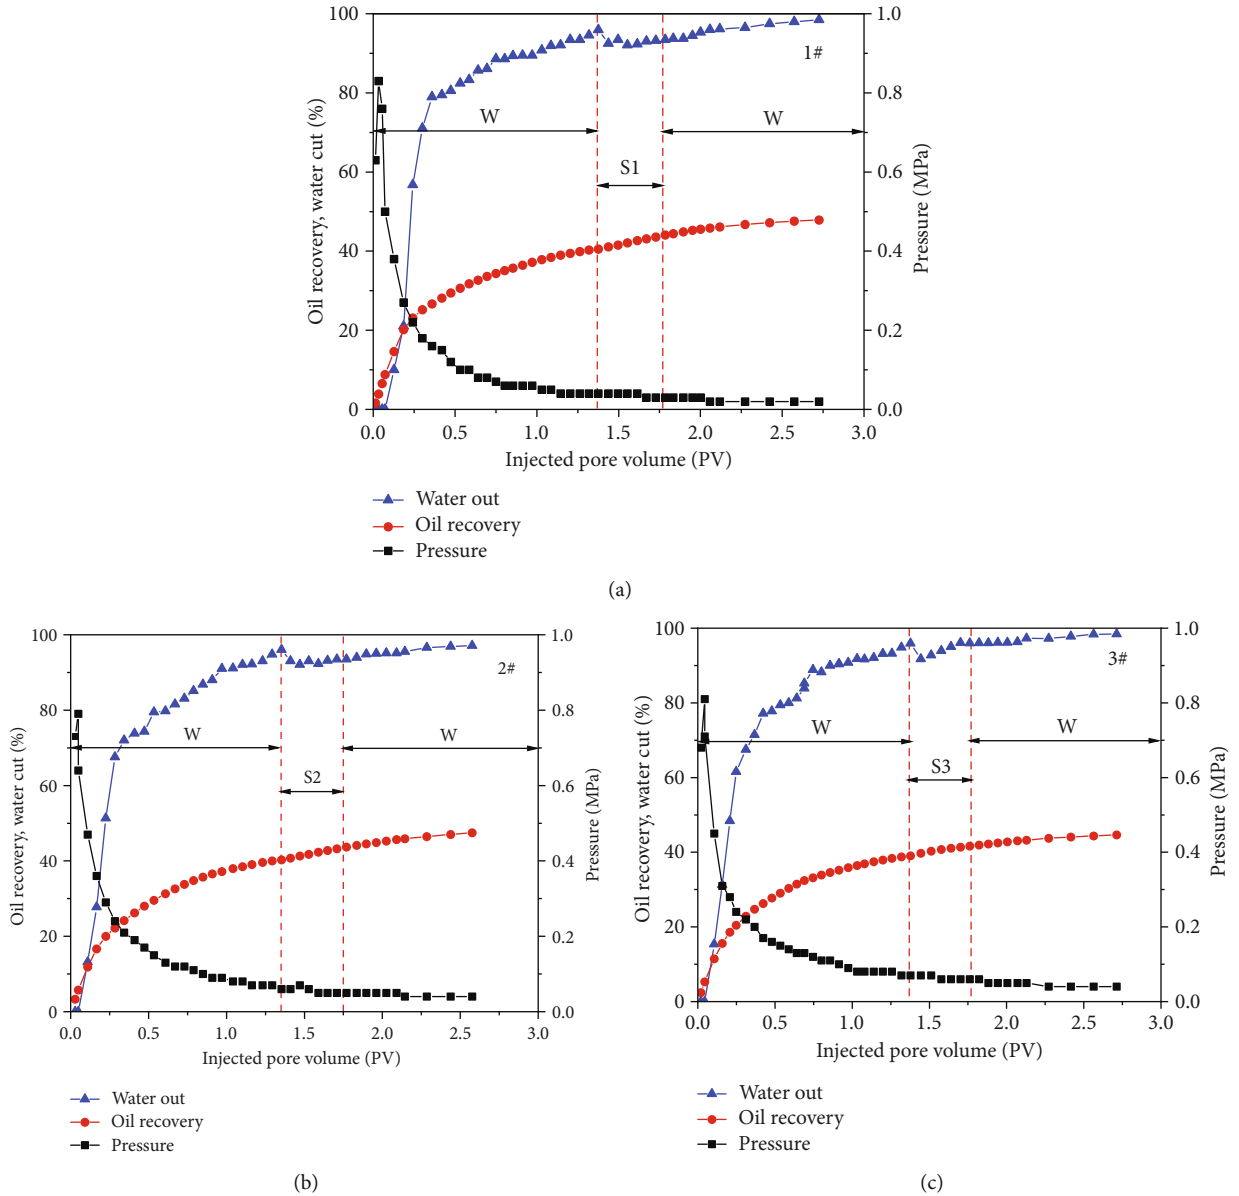 100
80
60
40
20
0
Oil recovery, water cut (%)
1.0
0.8
0.6
0.4
0.2
0.0
Pressure (MPa)
1#
W
S1
W
0.0 0.5 1.0 1.5 2.0 2.5 3.0
Injected pore volume (PV)
Water out
Oil recovery
Pressure
(a)
100
80
60
40
20
0
Oil recovery, water cut (%)
1.0
0.8
0.6
0.4
0.2
0.0
Pressure (MPa)
2#
W
S2
W
0.0 0.5 1.0 1.5 2.0 2.5 3.0
Injected pore volume (PV)
Water out
Oil recovery
Pressure
(b)
100
80
60
40
20
0
Oil recovery, water cut (%)
1.0
0.8
0.6
0.4
0.2
0.0
Pressure (MPa)
3#
W
S3
W
0.0 0.5 1.0 1.5 2.0 2.5 3.0
Injected pore volume (PV)
Water out
Oil recovery
Pressure
(c)